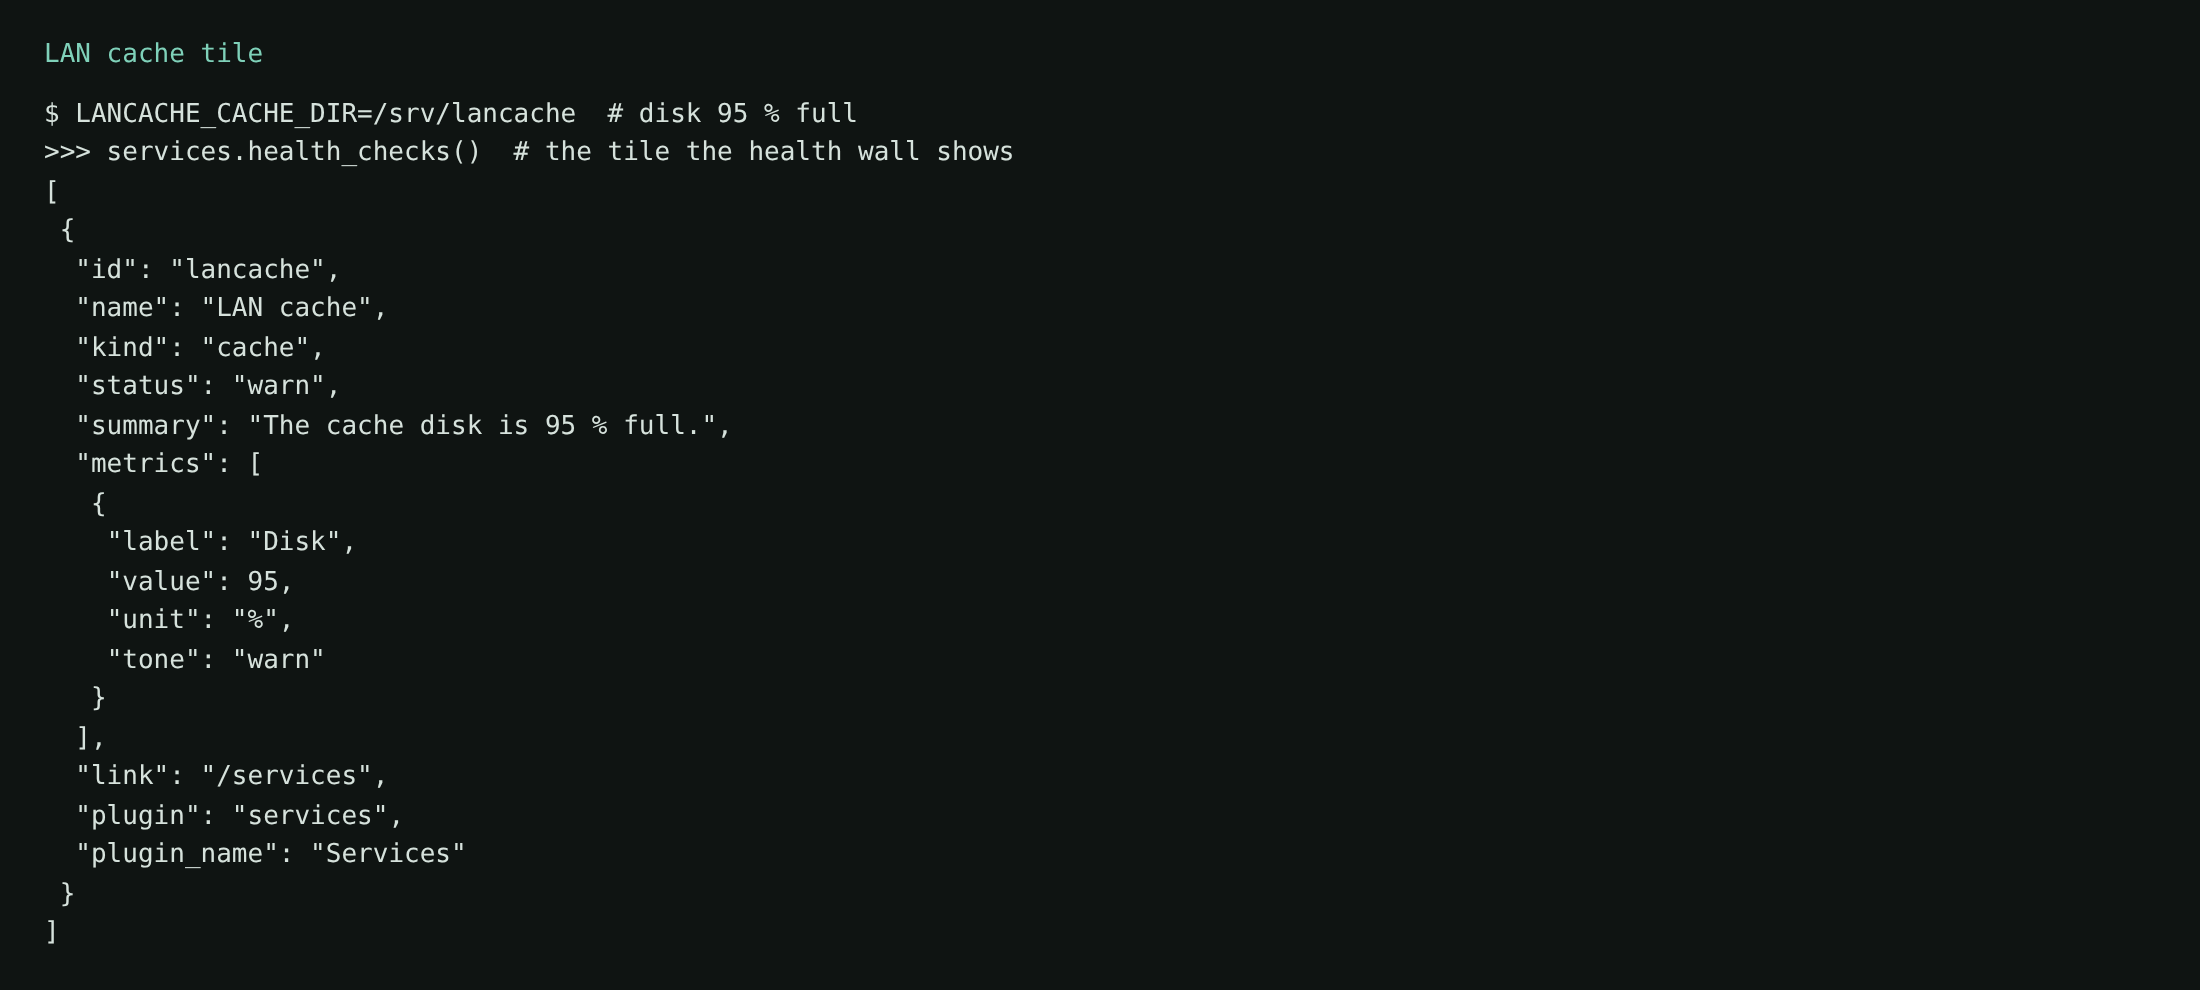 LAN cache tile
$ LANCACHE_CACHE_DIR=/srv/lancache  # disk 95 % full
>>> services.health_checks()  # the tile the health wall shows
[
 {
  "id": "lancache",
  "name": "LAN cache",
  "kind": "cache",
  "status": "warn",
  "summary": "The cache disk is 95 % full.",
  "metrics": [
   {
    "label": "Disk",
    "value": 95,
    "unit": "%",
    "tone": "warn"
   }
  ],
  "link": "/services",
  "plugin": "services",
  "plugin_name": "Services"
 }
]